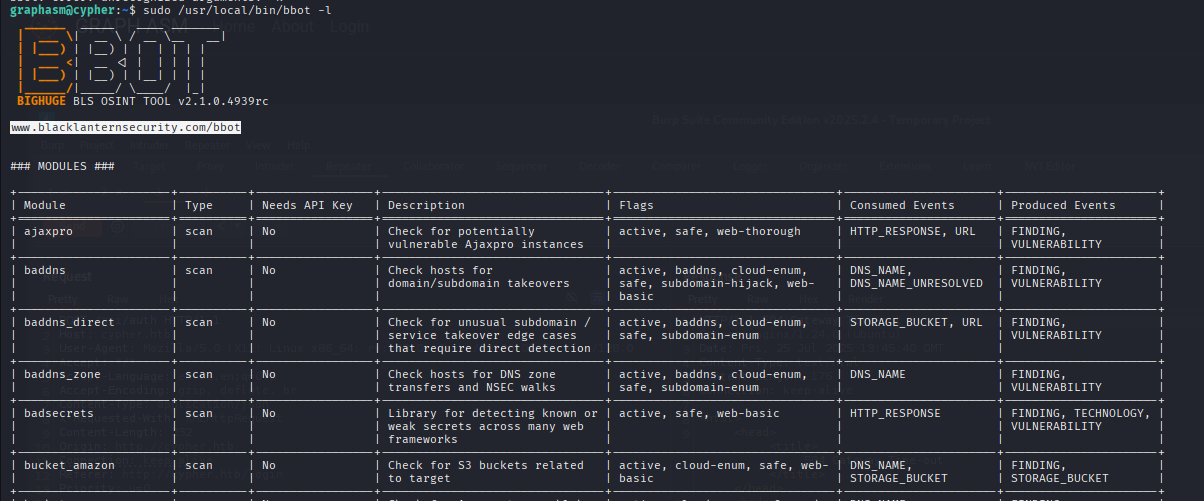 graphasm@cypher:~$ sudo /usr/local/bin/bbot -l
BIGHUGE BLS OSINT TOOL v2.1.0.4939rc
www.blacklanternsecurity.com/bbot
### MODULES ###
| Module | Type | Needs API Key | Description | Flags | Consumed Events | Produced Events |
| ajaxpro | scan | No | Check for potentially | active, safe, web-thorough | HTTP_RESPONSE, URL | FINDING, |
| | | | vulnerable Ajaxpro instances | | | VULNERABILITY |
| baddns | scan | No | Check hosts for | active, baddns, cloud-enum, | DNS_NAME, | FINDING, |
| | | | domain/subdomain takeovers | safe, subdomain-hijack, web- | DNS_NAME_UNRESOLVED | VULNERABILITY |
| | | | | basic | | |
| baddns_direct | scan | No | Check for unusual subdomain / | active, baddns, cloud-enum, | STORAGE_BUCKET, URL | FINDING, |
| | | | service takeover edge cases | safe, subdomain-enum | | VULNERABILITY |
| | | | that require direct detection | | | |
| baddns_zone | scan | No | Check hosts for DNS zone | active, baddns, cloud-enum, | DNS_NAME | FINDING, |
| | | | transfers and NSEC walks | safe, subdomain-enum | | VULNERABILITY |
| badsecrets | scan | No | Library for detecting known or | active, safe, web-basic | HTTP_RESPONSE | FINDING, TECHNOLOGY, |
| | | | weak secrets across many web | | | VULNERABILITY |
| | | | frameworks | | | |
| bucket_amazon | scan | No | Check for S3 buckets related | active, cloud-enum, safe, web- | DNS_NAME, | FINDING, |
| | | | to target | basic | STORAGE_BUCKET | STORAGE_BUCKET |